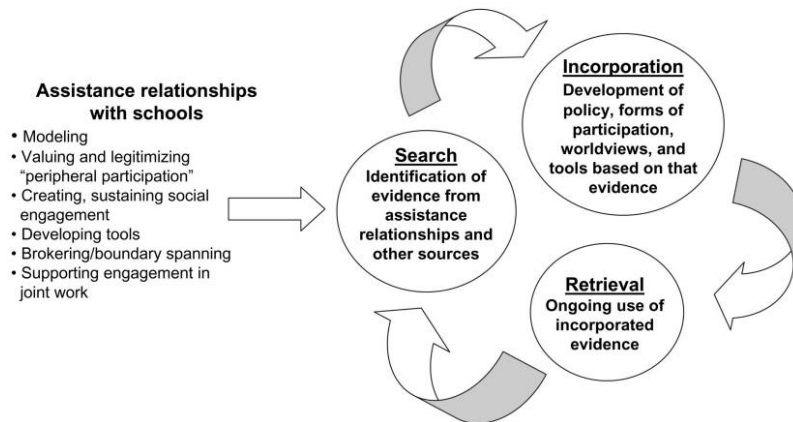 Assistance relationships
with schools
• Modeling
• Valuing and legitimizing
“peripheral participation”
• Creating, sustaining social
engagement
• Developing tools
• Brokering/boundary spanning
• Supporting engagement in
joint work
Search
Identification of
evidence from
assistance
relationships and
other sources
Incorporation
Development of
policy, forms of
participation,
worldviews, and
tools based on that
evidence
Retrieval
Ongoing use of
incorporated
evidence